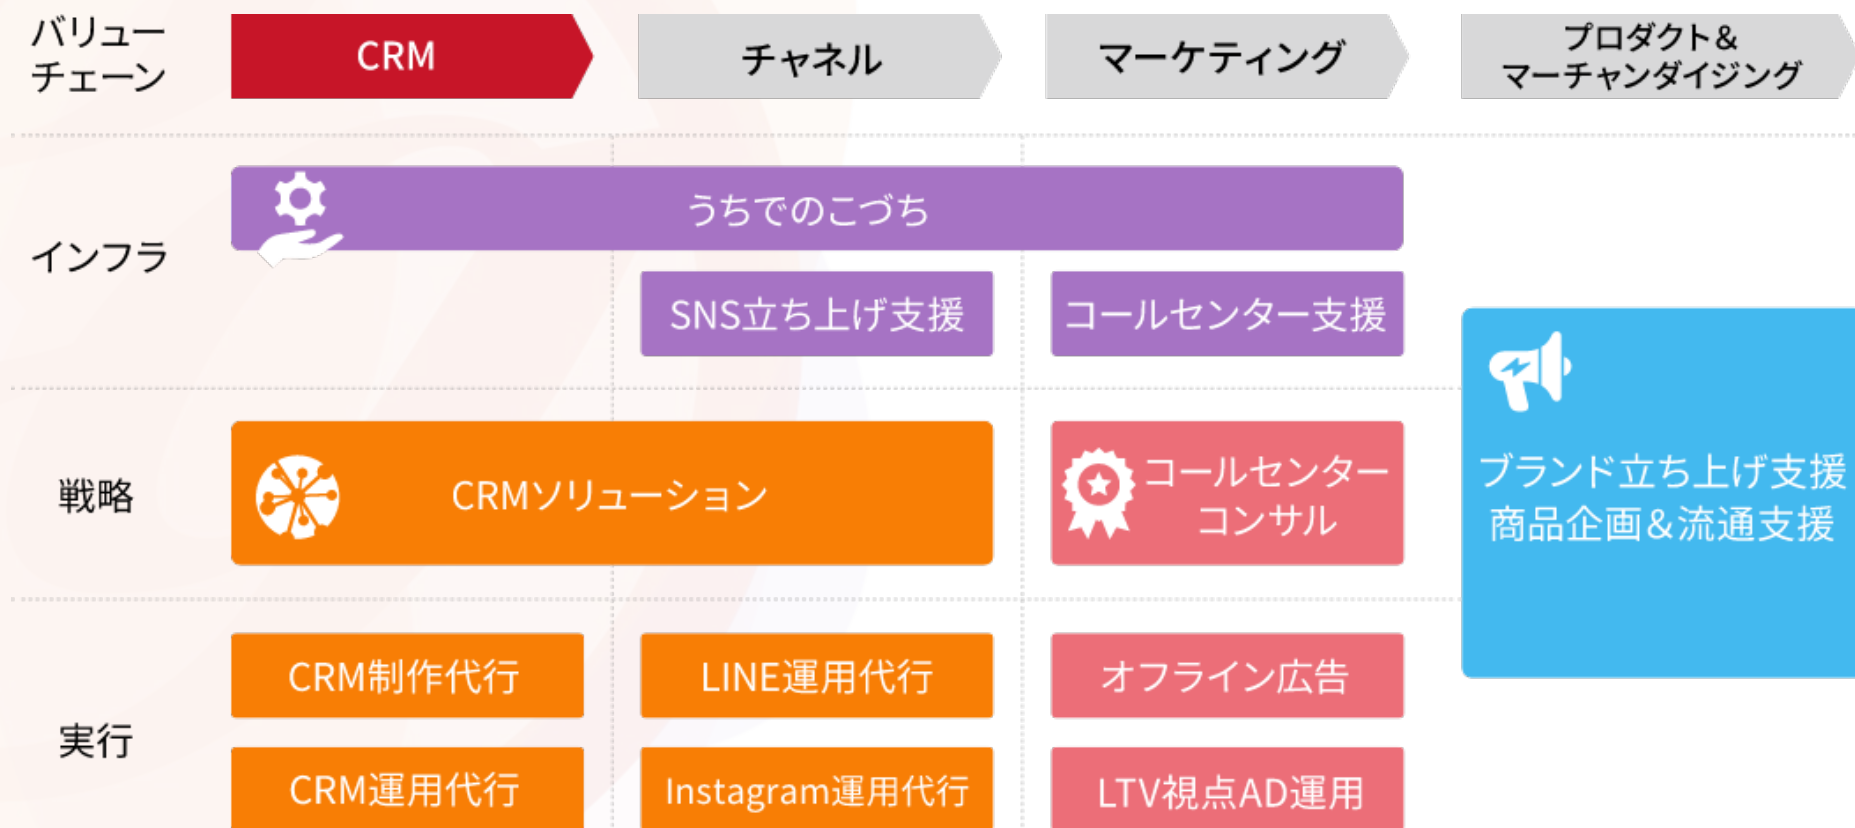 バリュー
チェーン
CRM
チャネル
マーケティング
プロダクト＆
マーチャンダイジング
インフラ
うちでのこづち
SNS立ち上げ支援
コールセンター支援
戦略
CRMソリューション
コールセンター
コンサル
ブランド立ち上げ支援
商品企画＆流通支援
実行
CRM制作代行
LINE運用代行
オフライン広告
CRM運用代行
Instagram運用代行
LTV視点AD運用